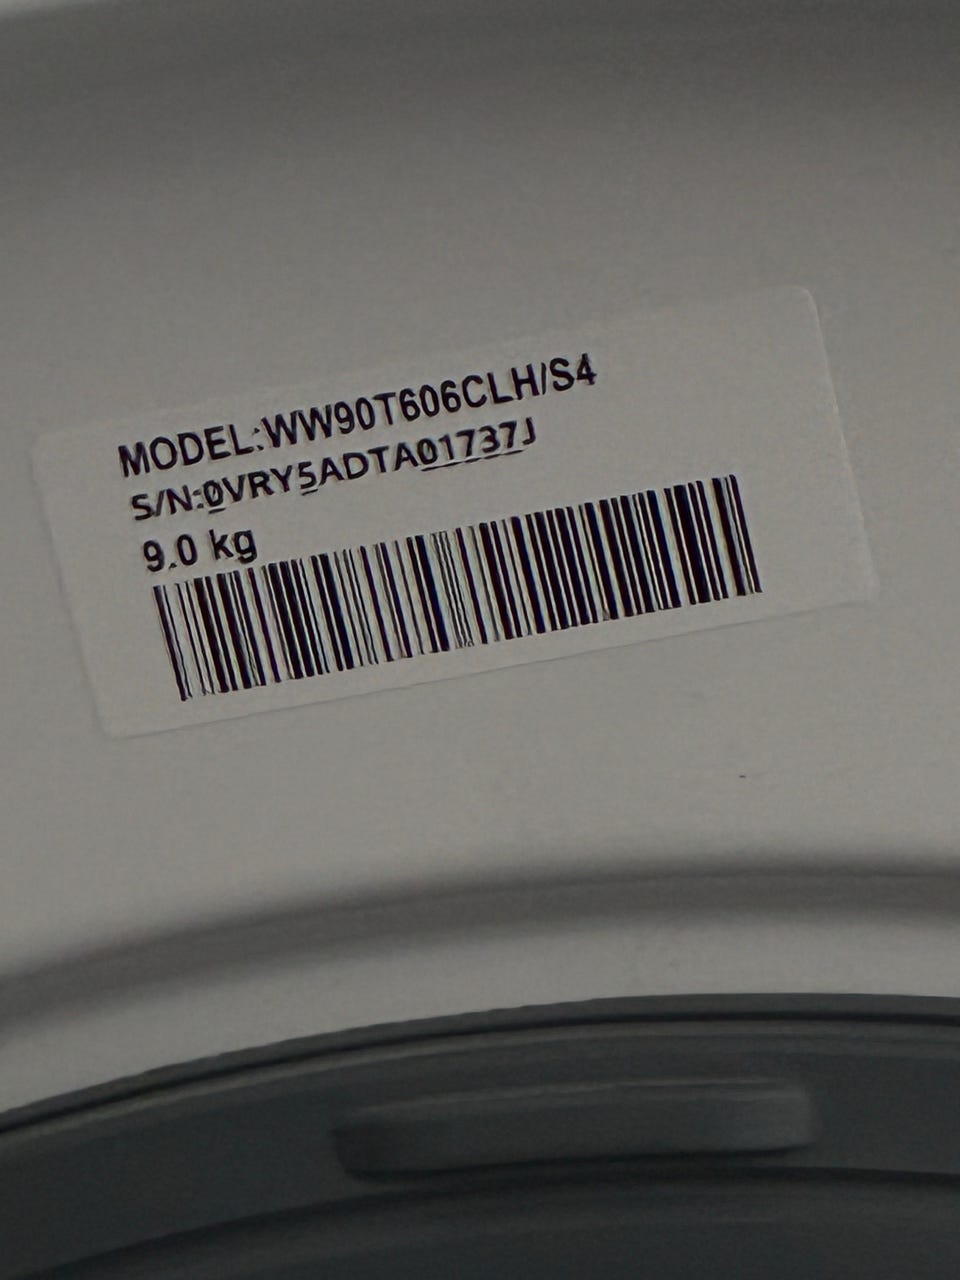 MODEL:WW90T606CLH/S4
S/N:0VRY5ADTA01737J
9.0 kg